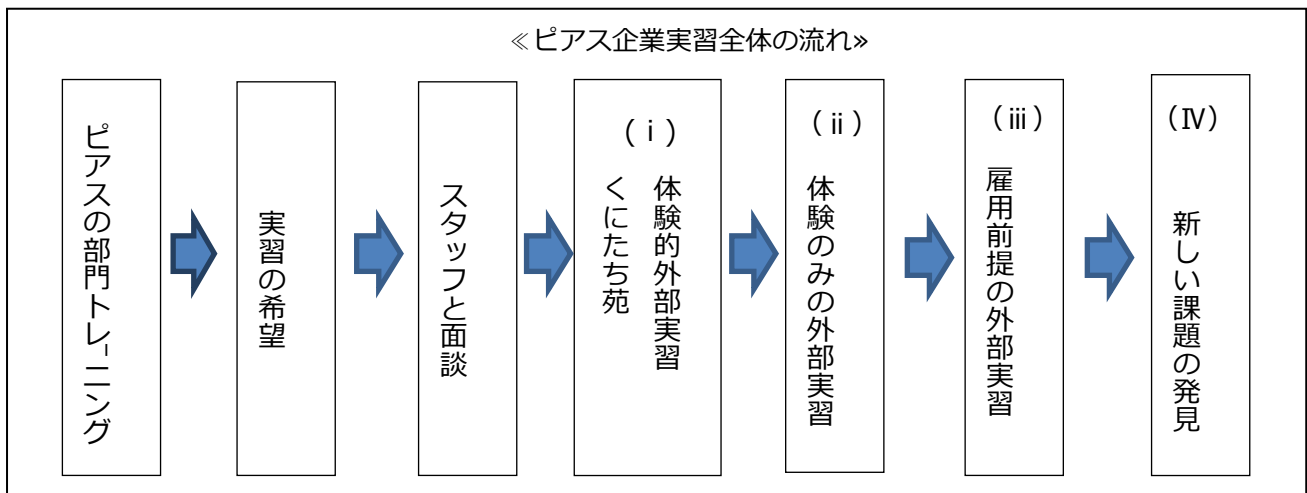 ≪ピアス企業実習全体の流れ≫
ピアスの部門トレーニング
実習の希望
スタッフと面談
(ⅰ)
体験的外部実習
くにたち苑
(ⅱ)
体験のみの外部実習
(ⅲ)
雇用前提の外部実習
(Ⅳ)
新しい課題の発見